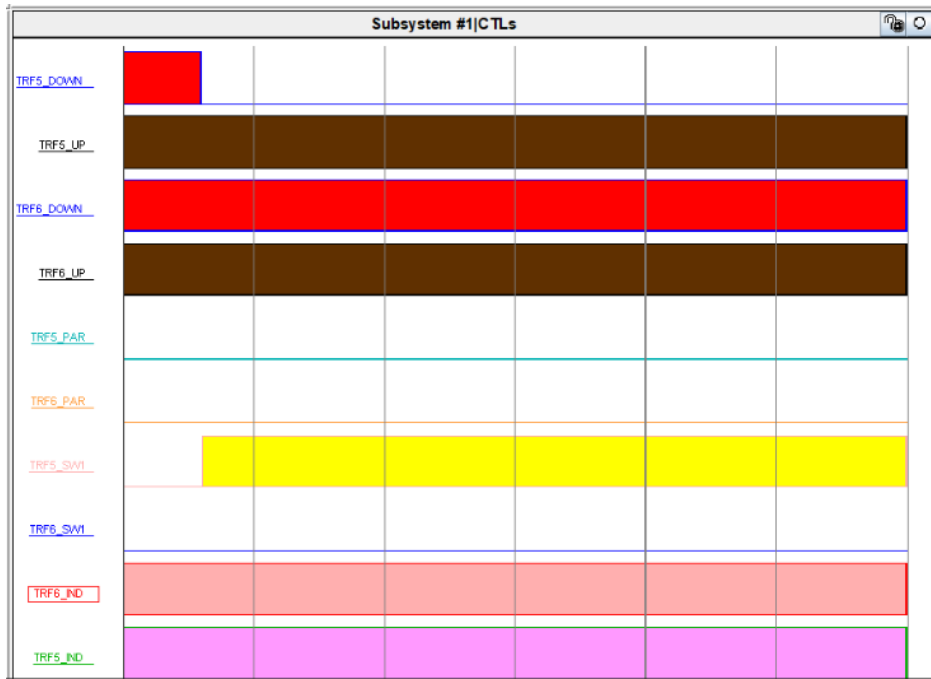 Subsystem #1|CTLs
TRF5_DOWN
TRF5_UP
TRF6_DOWN
TRF6_UP
TRF5_PAR
TRF6_PAR
TRF5_SW1
TRF6_SW1
TRF6_IND
TRF5_IND